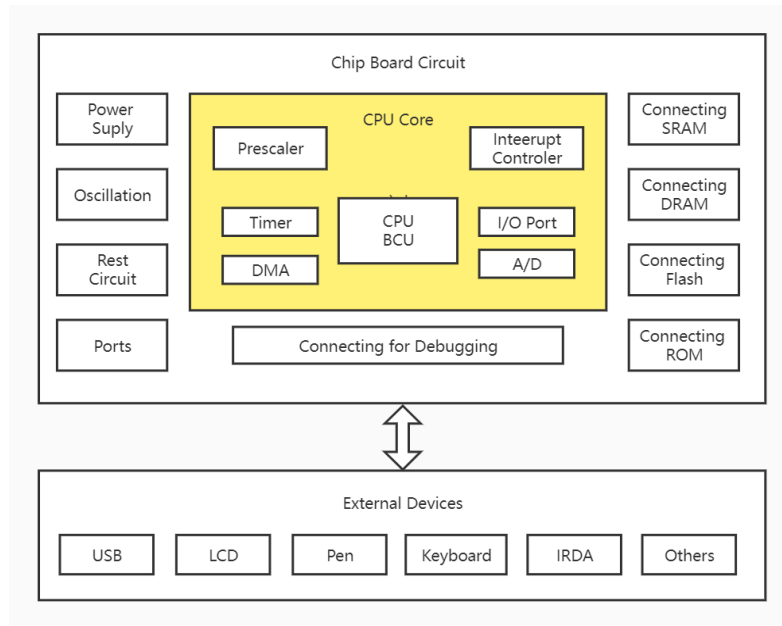 Chip Board Circuit
Power
Suply
Oscillation
Rest
Circuit
Ports
CPU Core
Prescaler
Inteerupt
Controler
Timer
CPU
BCU
I/O Port
DMA
A/D
Connecting for Debugging
Connecting
SRAM
Connecting
DRAM
Connecting
Flash
Connecting
ROM
External Devices
USB
LCD
Pen
Keyboard
IRDA
Others